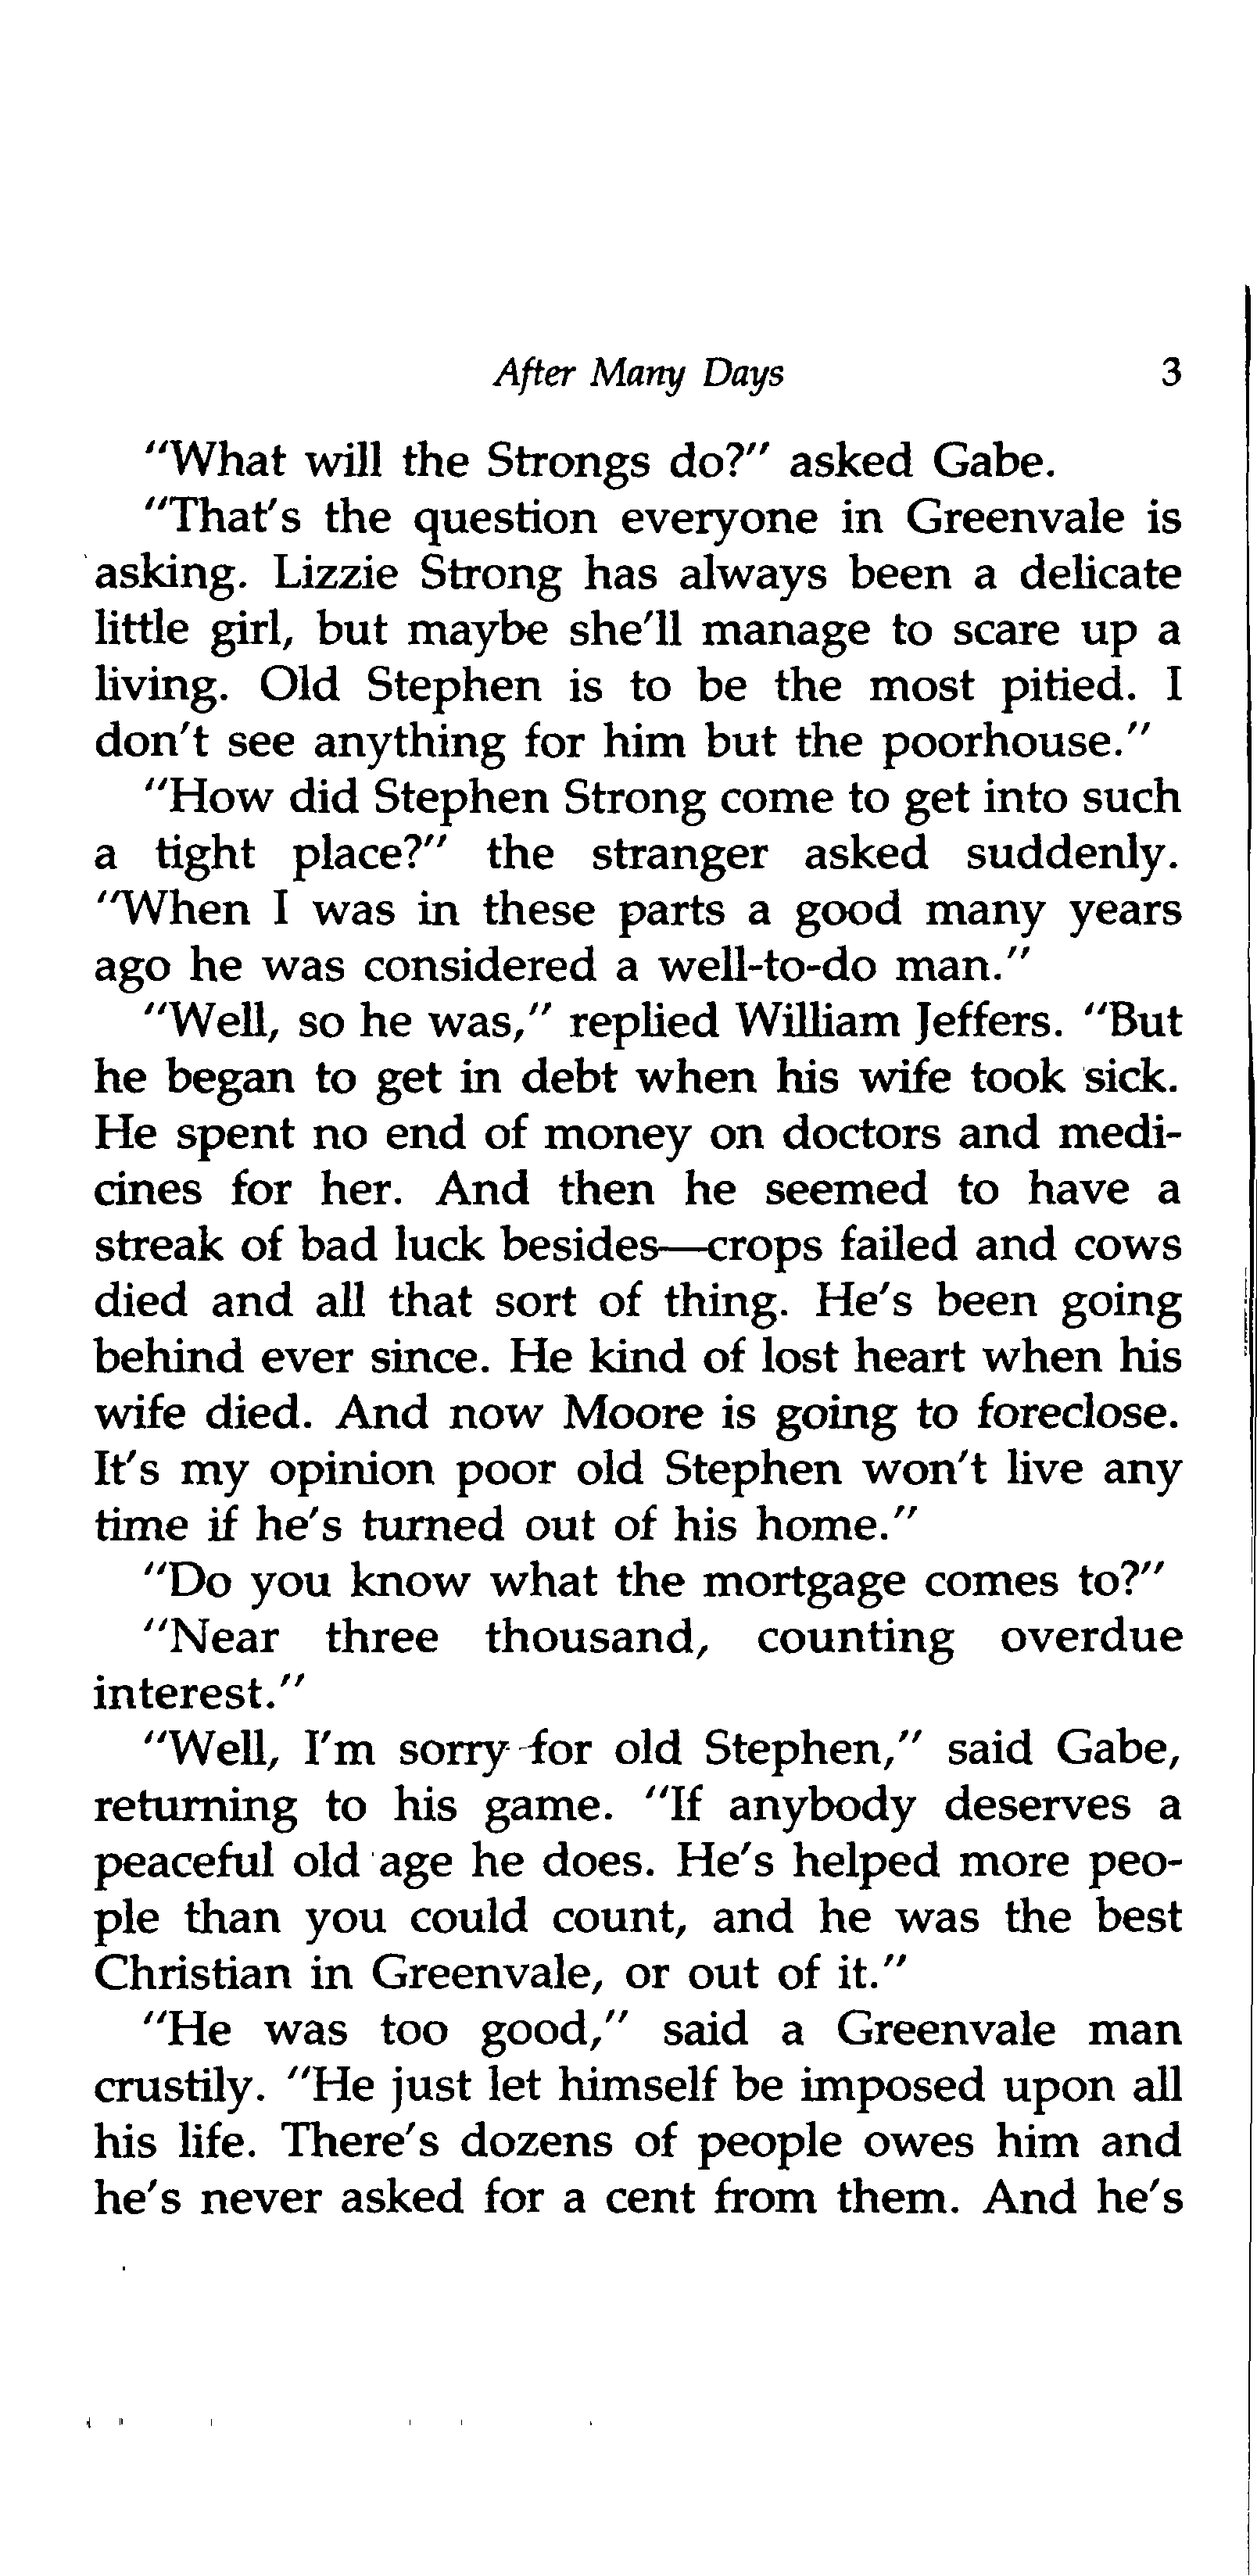 After Many Days 3
"What will the Strongs do?" asked Gabe.
"That's the question everyone in Greenvale is
asking. Lizzie Strong has always been a delicate
little girl, but maybe she'll manage to scare up a
living. Old Stephen is to be the most pitied. I
don't see anything for him but the poorhouse."
"How did Stephen Strong come to get into such
a tight place?" the stranger asked suddenly.
"When I was in these parts a good many years
ago he was considered a well-to-do man."
"Well, so he was," replied William Jeffers. "But
he began to get in debt when his wife took sick.
He spent no end of money on doctors and medi-
cines for her. And then he seemed to have a
streak of bad luck besides—crops failed and cows
died and all that sort of thing. He's been going
behind ever since. He kind of lost heart when his
wife died. And now Moore is going to foreclose.
It's my opinion poor old Stephen won't live any
time if he's turned out of his home."
"Do you know what the mortgage comes to?"
"Near three thousand, counting overdue
interest."
"Well, I'm sorry for old Stephen," said Gabe,
returning to his game. "If anybody deserves a
peaceful old age he does. He's helped more peo-
ple than you could count, and he was the best
Christian in Greenvale, or out of it."
"He was too good," said a Greenvale man
crustily. "He just let himself be imposed upon all
his life. There's dozens of people owes him and
he's never asked for a cent from them. And he's